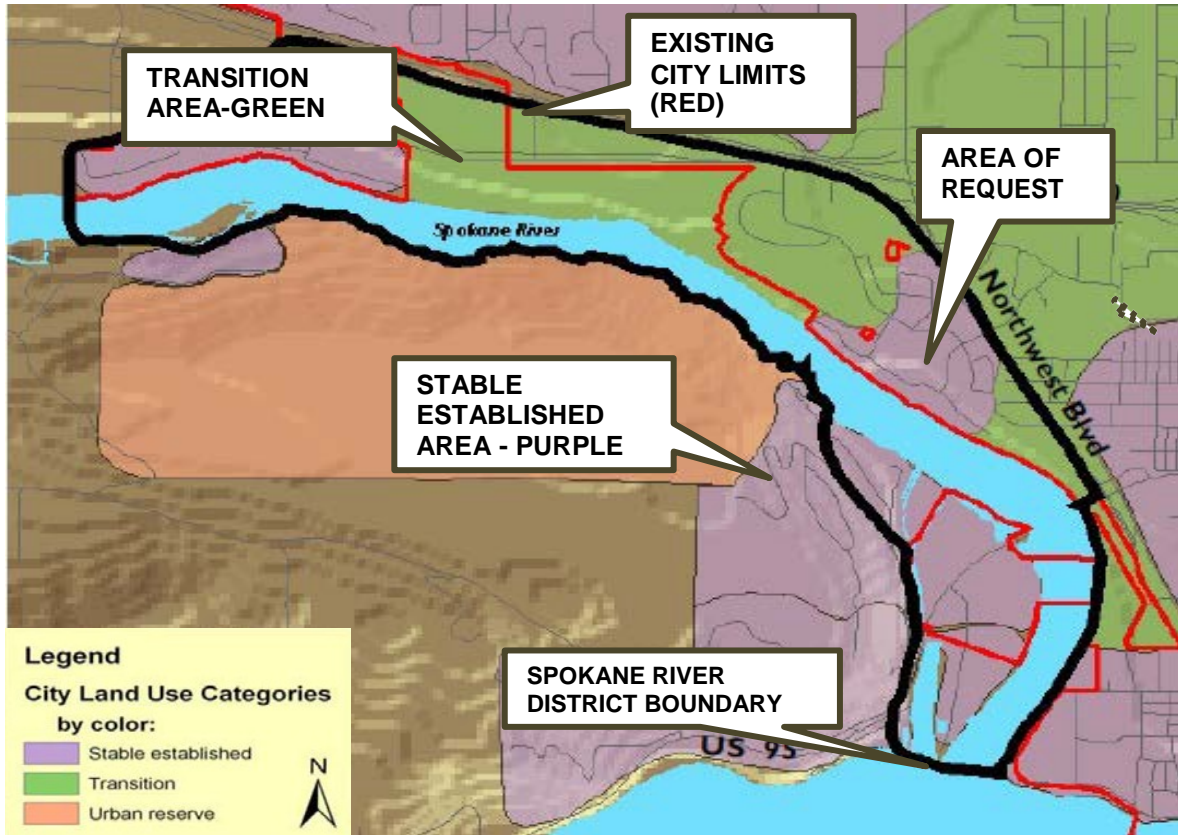 TRANSITION
AREA-GREEN
EXISTING
CITY LIMITS
(RED)
AREA OF
REQUEST
Spokane River
Northwest Blvd
STABLE
ESTABLISHED
AREA - PURPLE
SPOKANE RIVER
DISTRICT BOUNDARY
US 95
Legend
City Land Use Categories
by color:
Stable established
Transition
Urban reserve
N